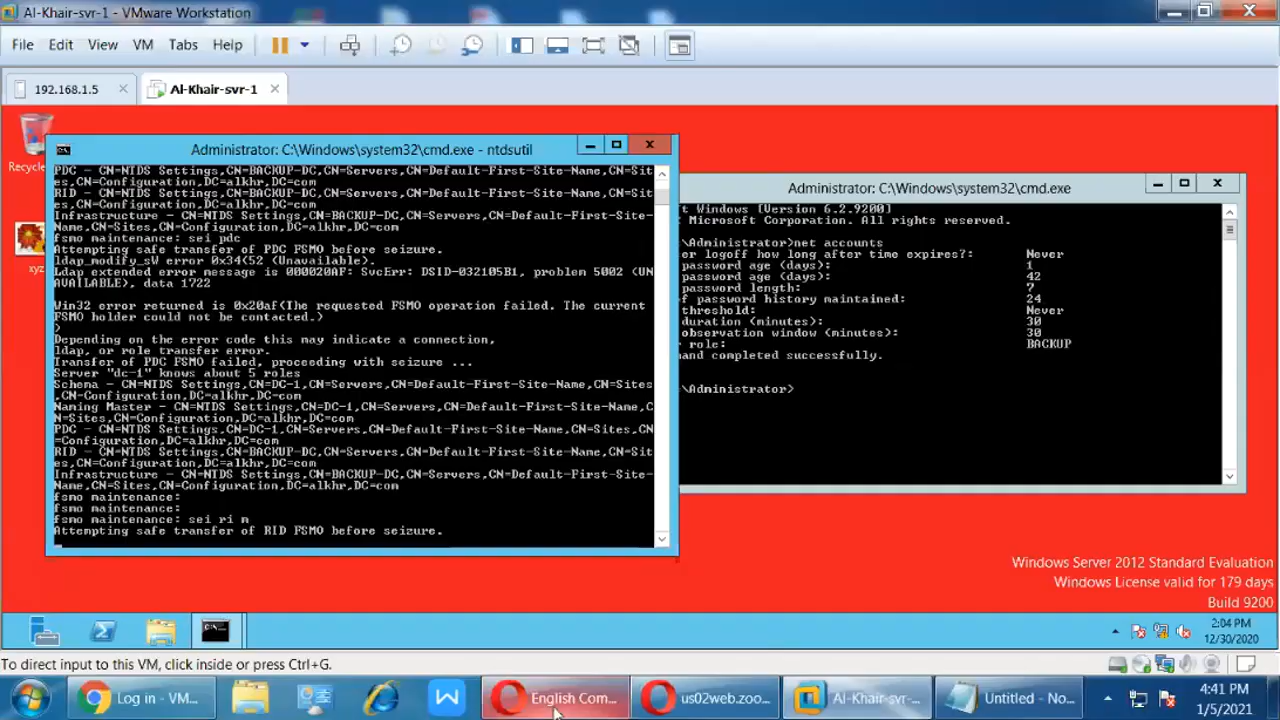 Al-Khair-svr-1 - VMware Workstation
File Edit View VM Tabs Help
192.168.1.5
Al-Khair-svr-1
Recycle
xyz
Administrator: C:\Windows\system32\cmd.exe - ntdsutil
PDC - CN=NTDS Settings,CN=BACKUP-DC,CN=Servers,CN=Default-First-Site-Name,CN=Sit
es,CN=Configuration,DC=alkhr,DC=com
RID - CN=NTDS Settings,CN=BACKUP-DC,CN=Servers,CN=Default-First-Site-Name,CN=Sit
es,CN=Configuration,DC=alkhr,DC=com
Infrastructure - CN=NTDS Settings,CN=BACKUP-DC,CN=Servers,CN=Default-First-Site-
Name,CN=Sites,CN=Configuration,DC=alkhr,DC=com
fsmo maintenance: sei pdc
Attempting safe transfer of PDC FSMO before seizure.
ldap_modify_sW error 0x34(52 (Unavailable).
Ldap extended error message is 000020AF: SvcErr: DSID-032105B1, problem 5002 (UN
AVAILABLE), data 1722
Win32 error returned is 0x20af(The requested FSMO operation failed. The current
FSMO holder could not be contacted.)
)
Depending on the error code this may indicate a connection,
ldap, or role transfer error.
Transfer of PDC FSMO failed, proceeding with seizure ...
Server "dc-1" knows about 5 roles
Schema - CN=NTDS Settings,CN=DC-1,CN=Servers,CN=Default-First-Site-Name,CN=Sites
,CN=Configuration,DC=alkhr,DC=com
Naming Master - CN=NTDS Settings,CN=DC-1,CN=Servers,CN=Default-First-Site-Name,C
N=Sites,CN=Configuration,DC=alkhr,DC=com
PDC - CN=NTDS Settings,CN=DC-1,CN=Servers,CN=Default-First-Site-Name,CN=Sites,CN
=Configuration,DC=alkhr,DC=com
RID - CN=NTDS Settings,CN=BACKUP-DC,CN=Servers,CN=Default-First-Site-Name,CN=Sit
es,CN=Configuration,DC=alkhr,DC=com
Infrastructure - CN=NTDS Settings,CN=BACKUP-DC,CN=Servers,CN=Default-First-Site-
Name,CN=Sites,CN=Configuration,DC=alkhr,DC=com
fsmo maintenance:
fsmo maintenance:
fsmo maintenance: sei ri m
Attempting safe transfer of RID FSMO before seizure.
Administrator: C:\Windows\system32\cmd.exe
t Windows [Version 6.2.9200]
Microsoft Corporation. All rights reserved.
\Administrator>net accounts
er logoff how long after time expires?: Never
password age (days): 1
password age (days): 42
password length: 7
f password history maintained: 24
threshold: Never
duration (minutes): 30
observation window (minutes): 30
r role: BACKUP
and completed successfully.
\Administrator>
Windows Server 2012 Standard Evaluation
Windows License valid for 179 days
Build 9200
2:04 PM
12/30/2020
To direct input to this VM, click inside or press Ctrl+G.
Log in - VM...
English Com...
us02web.zoo...
Al-Khair-svr-...
Untitled - No...
4:41 PM
1/5/2021